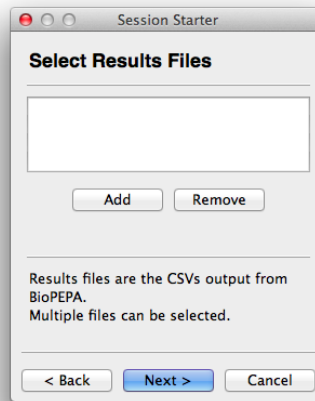 Session Starter
Select Results Files
Add Remove
Results files are the CSVs output from
BioPEPA.
Multiple files can be selected.
< Back Next > Cancel